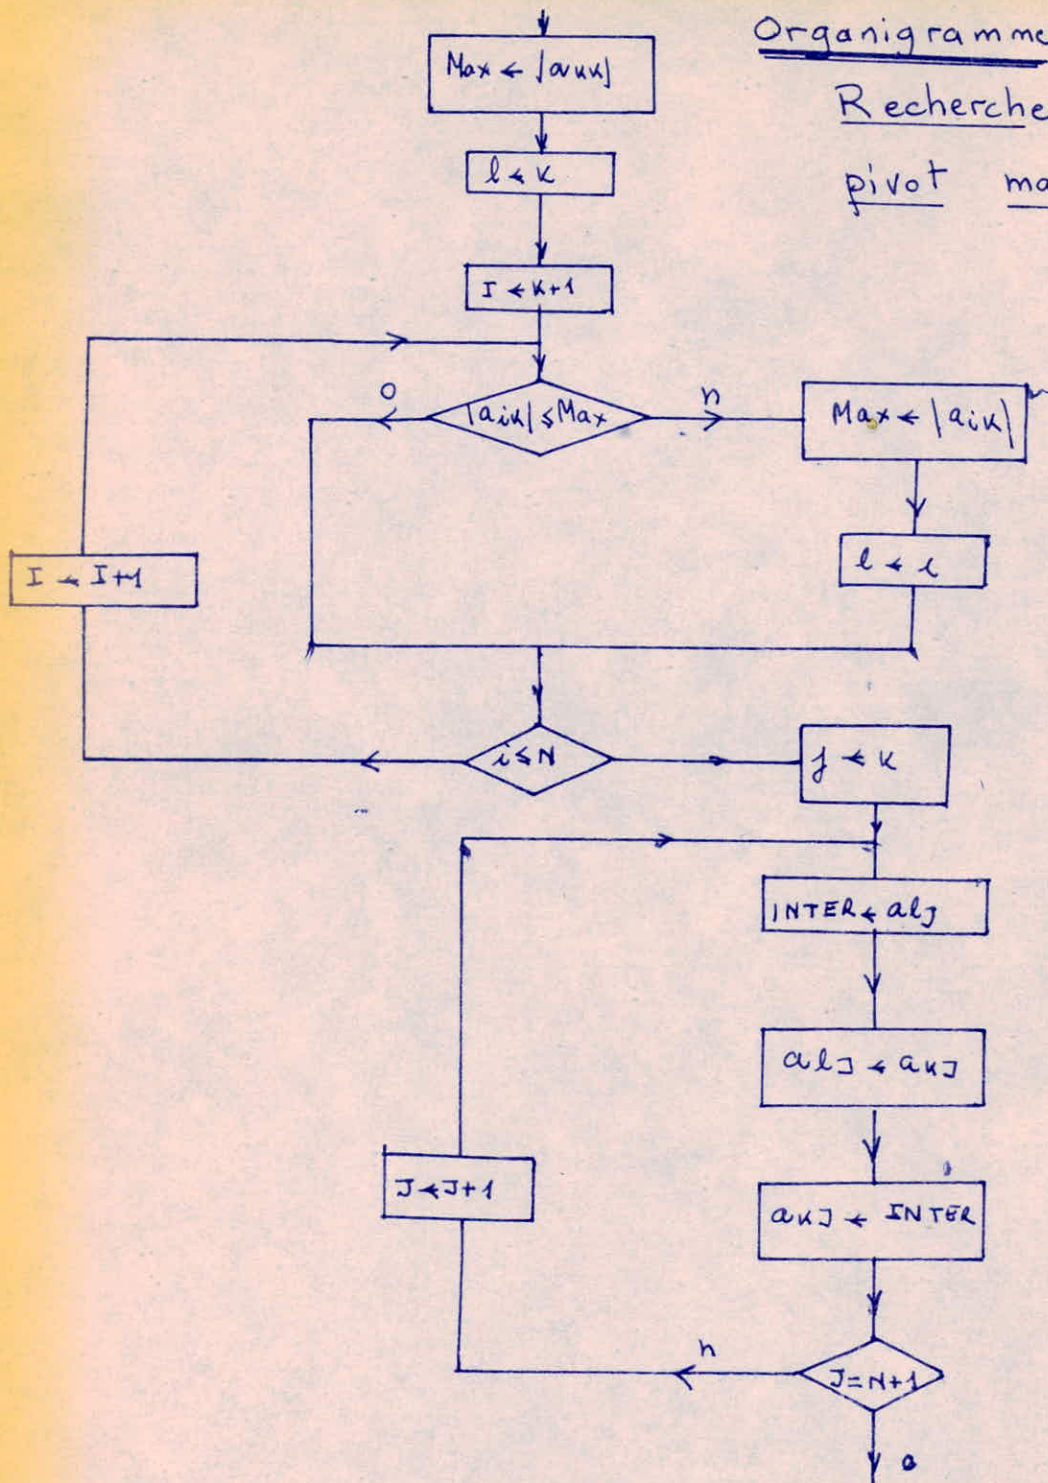 Organigramme
Recherche
pivot
Max ← |aKK|
l ← K
I ← K+1
|aiK| ≤ Max
o
n
Max ← |aiK|
l ← i
I ← I+1
i ≤ N
j ← K
INTER ← alJ
alJ ← aKJ
aKJ ← INTER
J ← J+1
J=N+1
n
o